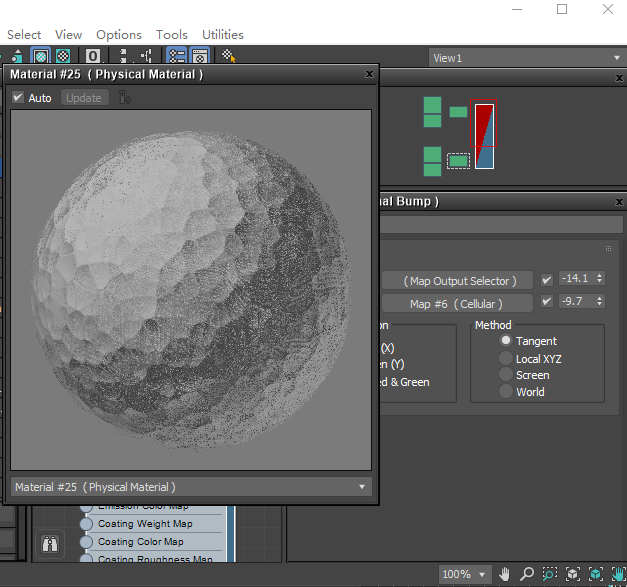 Select View Options Tools Utilities
0
View1
Material #25 ( Physical Material )
Auto Update
nal Bump )
( Map Output Selector ) -14.1
Map #6 ( Cellular ) -9.7
on Method
Tangent
(X) Local XYZ
en (Y) Screen
ed & Green World
Material #25 ( Physical Material )
Emission Color Map
Coating Weight Map
Coating Color Map
Coating Roughness Map
100%